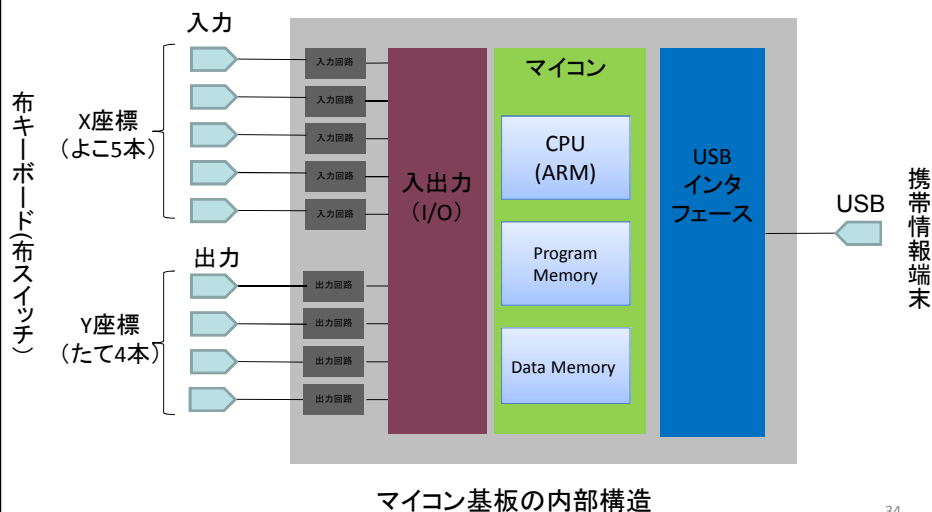 布キーボード(布スイッチ)
入力
X座標
(よこ5本)
出力
Y座標
(たて4本)
入力回路
入力回路
入力回路
入力回路
入力回路
出力回路
出力回路
出力回路
出力回路
入出力
(I/O)
マイコン
CPU
(ARM)
Program
Memory
Data Memory
USB
インタ
フェース
USB
携帯情報端末
マイコン基板の内部構造
34